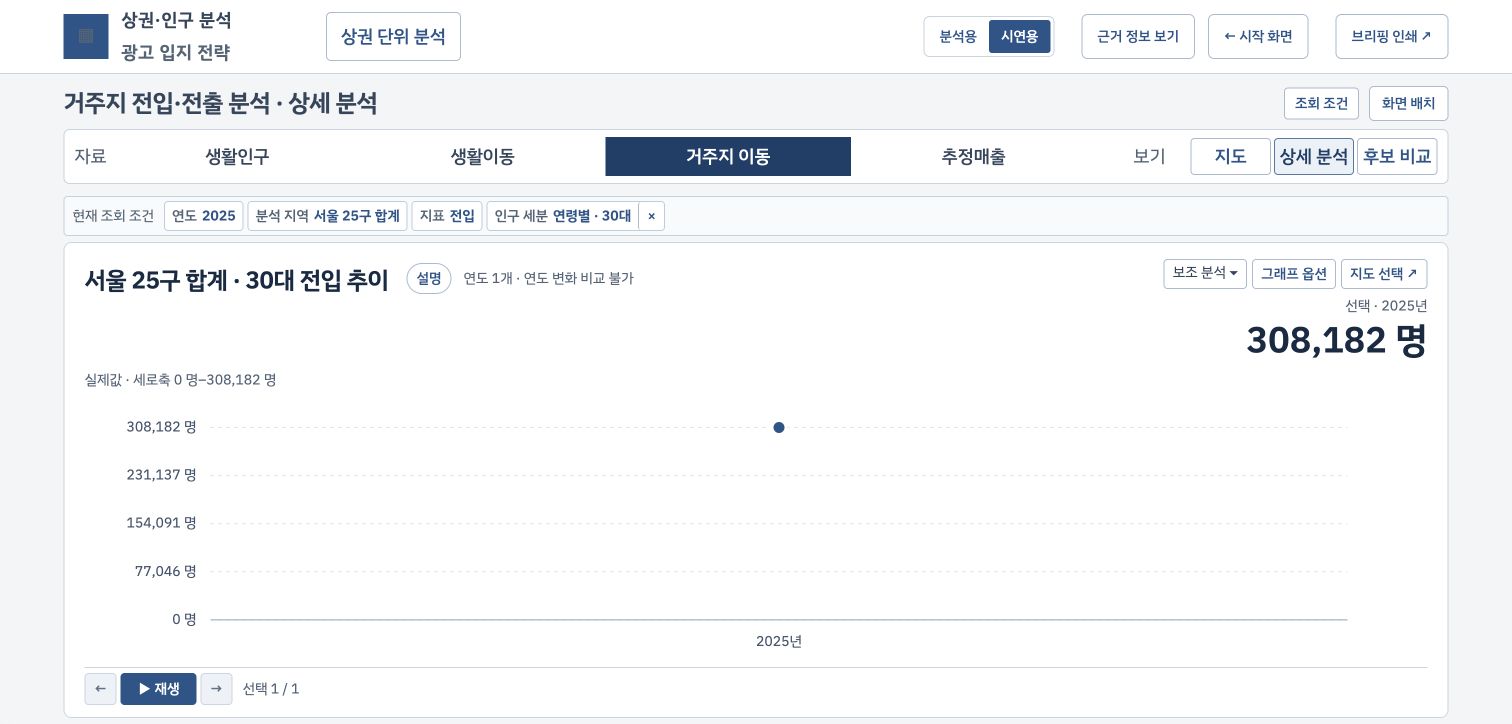 상권·인구 분석
광고 입지 전략
상권 단위 분석
분석용 시연용
근거 정보 보기
← 시작 화면
브리핑 인쇄 ↗
거주지 전입·전출 분석 · 상세 분석
조회 조건
화면 배치
자료 생활인구 생활이동 거주지 이동 추정매출 보기 지도 상세 분석 후보 비교
현재 조회 조건 연도 2025 분석 지역 서울 25구 합계 지표 전입 인구 세분 연령별 · 30대 ×
서울 25구 합계 · 30대 전입 추이 설명 연도 1개 · 연도 변화 비교 불가
보조 분석 ▾ 그래프 옵션 지도 선택 ↗
선택 · 2025년
308,182 명
실제값 · 세로축 0 명–308,182 명
308,182 명
231,137 명
154,091 명
77,046 명
0 명
2025년
← ▶ 재생 → 선택 1 / 1